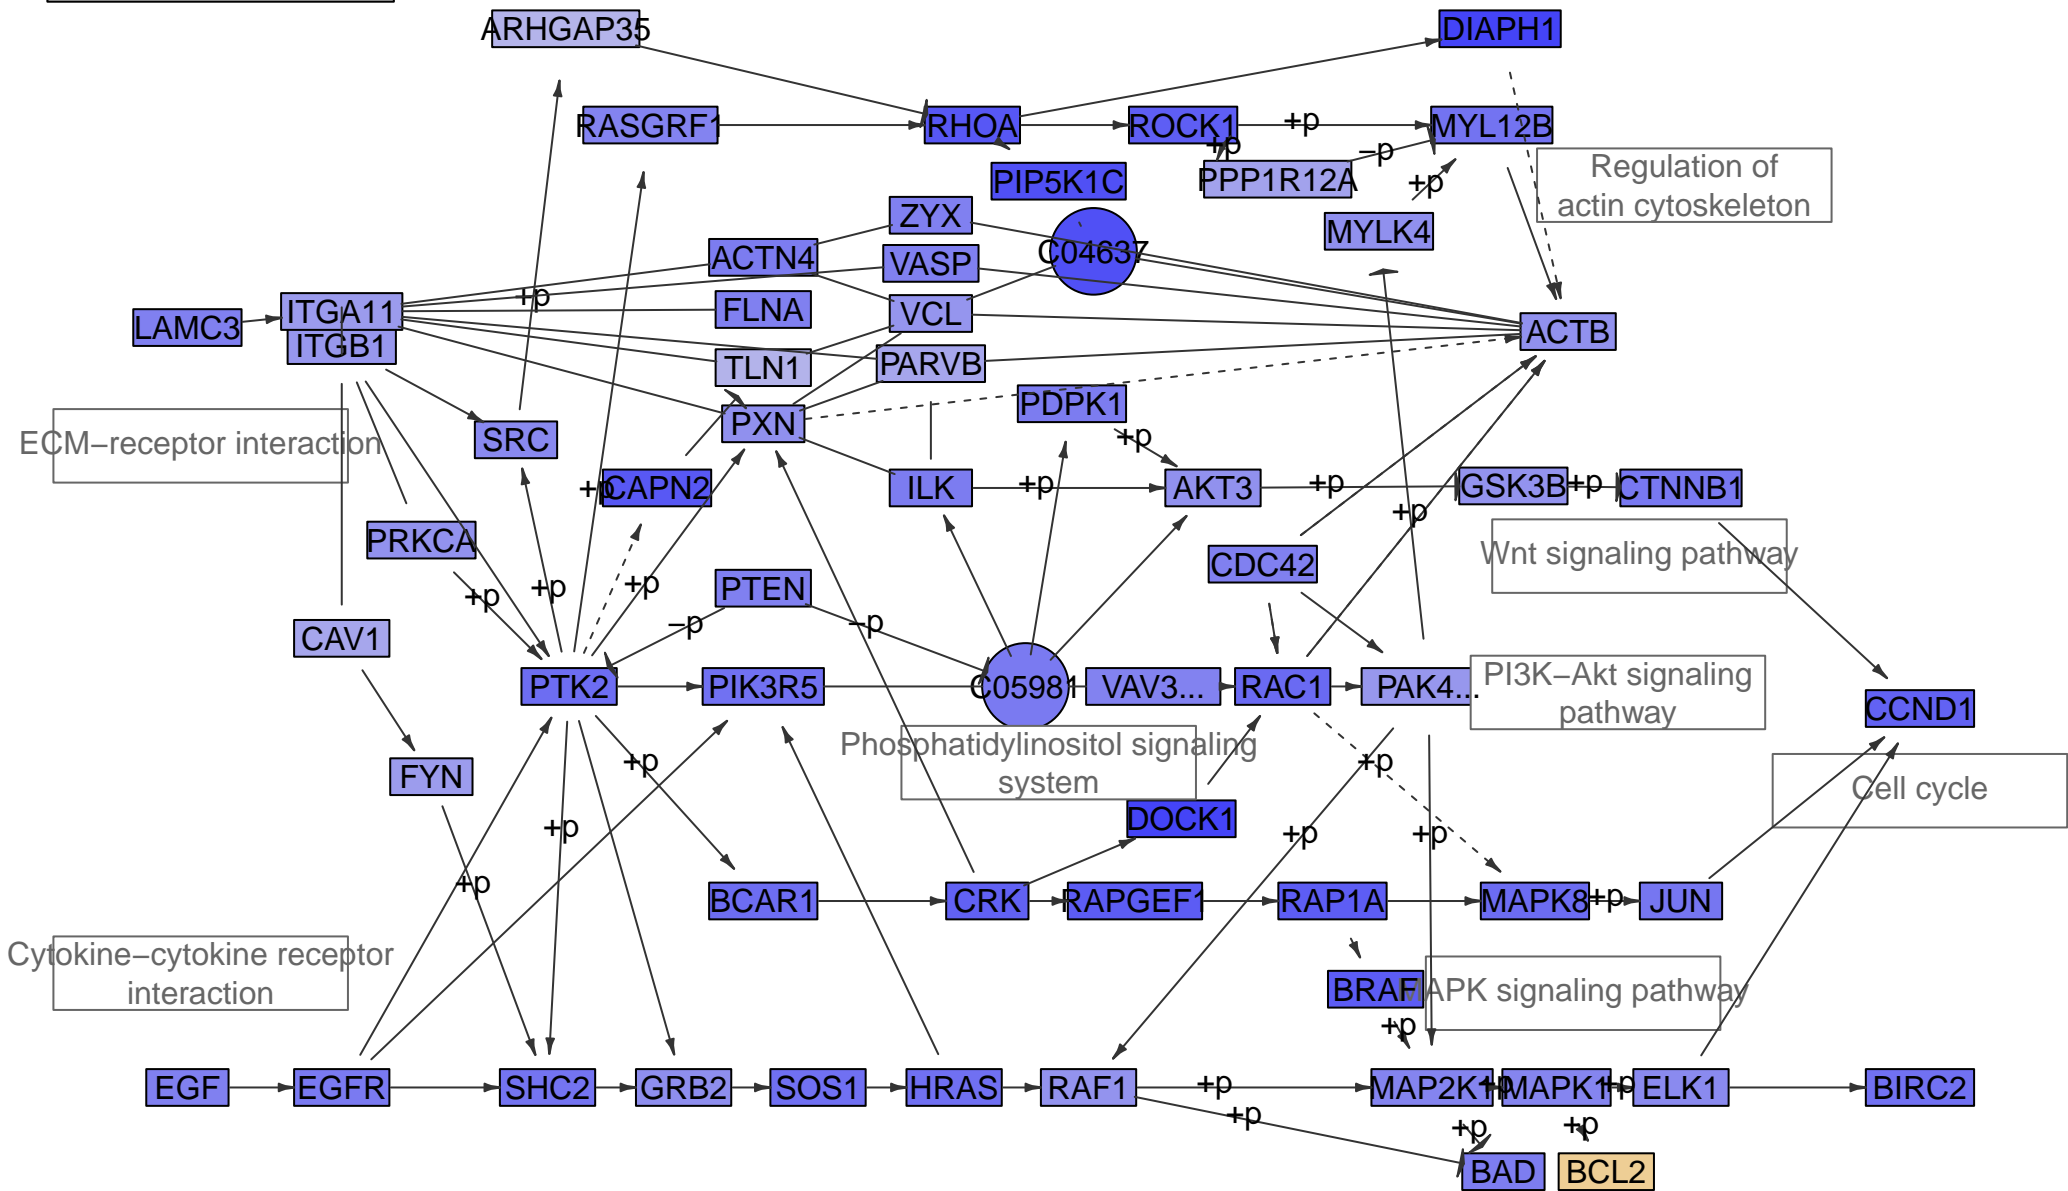 ARHGAP35
DIAPH1
RASGRF1
RHOA
ROCK1
+p
MYL12B
+p
–p
PPP1R12A
PIP5K1C
+p
Regulation of
actin cytoskeleton
ZYX
MYLK4
ACTN4
VASP
C04637
+p
LAMC3
ITGA11
FLNA
VCL
ACTB
ITGB1
TLN1
PARVB
PDPK1
PXN
+p
ECM–receptor interaction
SRC
+p
CAPN2
ILK
+p
AKT3
+p
GSK3B
+p
CTNNB1
+p
PRKCA
Wnt signaling pathway
CDC42
+p
+p
+p
PTEN
–p
–p
CAV1
PTK2
PIK3R5
C05981
VAV3...
RAC1
PAK4...
PI3K–Akt signaling
pathway
CCND1
Phosphatidylinositol signaling
system
+p
+p
FYN
Cell cycle
+p
DOCK1
+p
+p
+p
BCAR1
CRK
RAPGEF1
RAP1A
MAPK8
+p
JUN
Cytokine–cytokine receptor
interaction
BRAF
MAPK signaling pathway
+p
EGF
EGFR
SHC2
GRB2
SOS1
HRAS
RAF1
+p
MAP2K1
+p
MAPK1
+p
ELK1
BIRC2
+p
+p
+p
BAD
BCL2